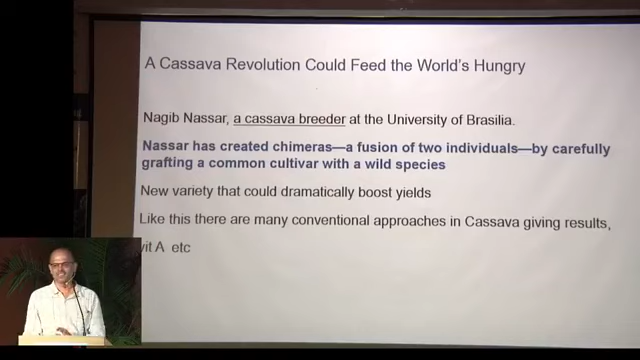 A Cassava Revolution Could Feed the World's Hungry
Nagib Nassar, a cassava breeder at the University of Brasilia.
Nassar has created chimeras—a fusion of two individuals—by carefully
grafting a common cultivar with a wild species
New variety that could dramatically boost yields
Like this there are many conventional approaches in Cassava giving results,
vit A etc